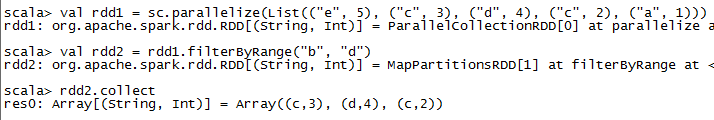 scala> val rdd1 = sc.parallelize(List(("e", 5), ("c", 3), ("d", 4), ("c", 2), ("a", 1)))
rdd1: org.apache.spark.rdd.RDD[(String, Int)] = ParallelCollectionRDD[0] at parallelize a
scala> val rdd2 = rdd1.filterByRange("b", "d")
rdd2: org.apache.spark.rdd.RDD[(String, Int)] = MapPartitionsRDD[1] at filterByRange at <
scala> rdd2.collect
res0: Array[(String, Int)] = Array((c,3), (d,4), (c,2))